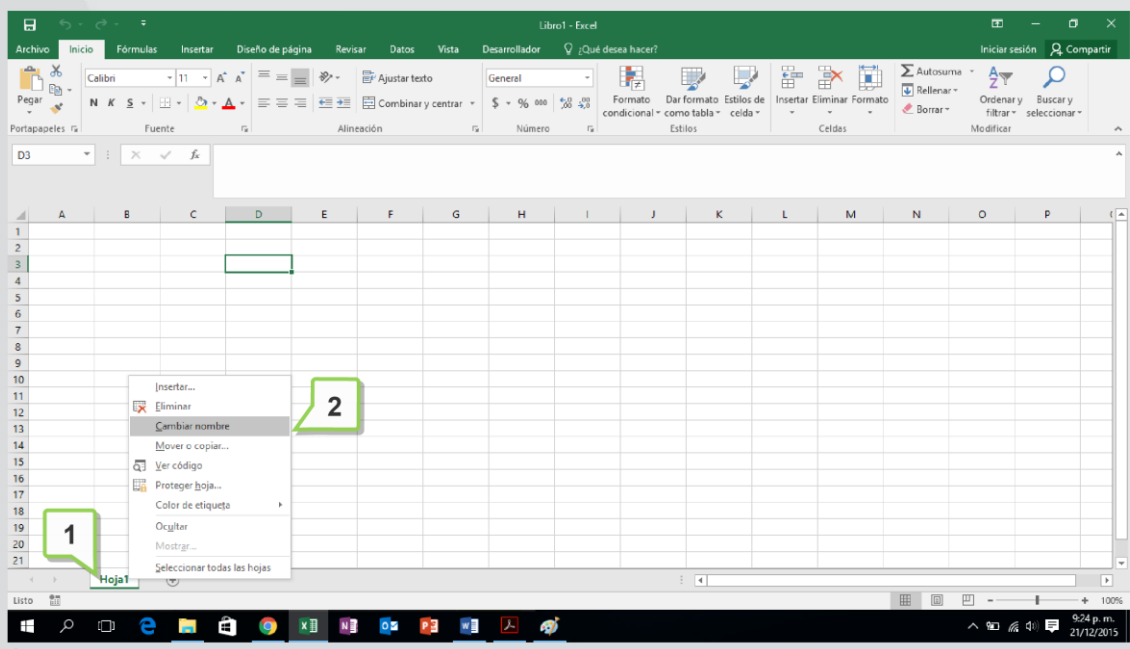 Libro1 - Excel
Archivo Inicio Fórmulas Insertar Diseño de página Revisar Datos Vista Desarrollador ¿Qué desea hacer? Iniciar sesión Compartir
Pegar
Portapapeles
Calibri 11
N K S
Fuente
Ajustar texto
Combinar y centrar
Alineación
General
$ % 000
Número
Formato condicional
Dar formato como tabla
Estilos de celda
Estilos
Insertar Eliminar Formato
Celdas
Autosuma
Rellenar
Borrar
Ordenar y filtrar
Buscar y seleccionar
Modificar
D3 fx
A B C D E F G H I J K L M N O P
1
2
3
4
5
6
7
8
9
10
11
12
13
14
15
16
17
18
19
20
21
Insertar...
Eliminar
Cambiar nombre
Mover o copiar...
Ver código
Proteger hoja...
Color de etiqueta
Ocultar
Mostrar...
Seleccionar todas las hojas
2
1
Hoja1
Listo
100%
9:24 p. m.
21/12/2015